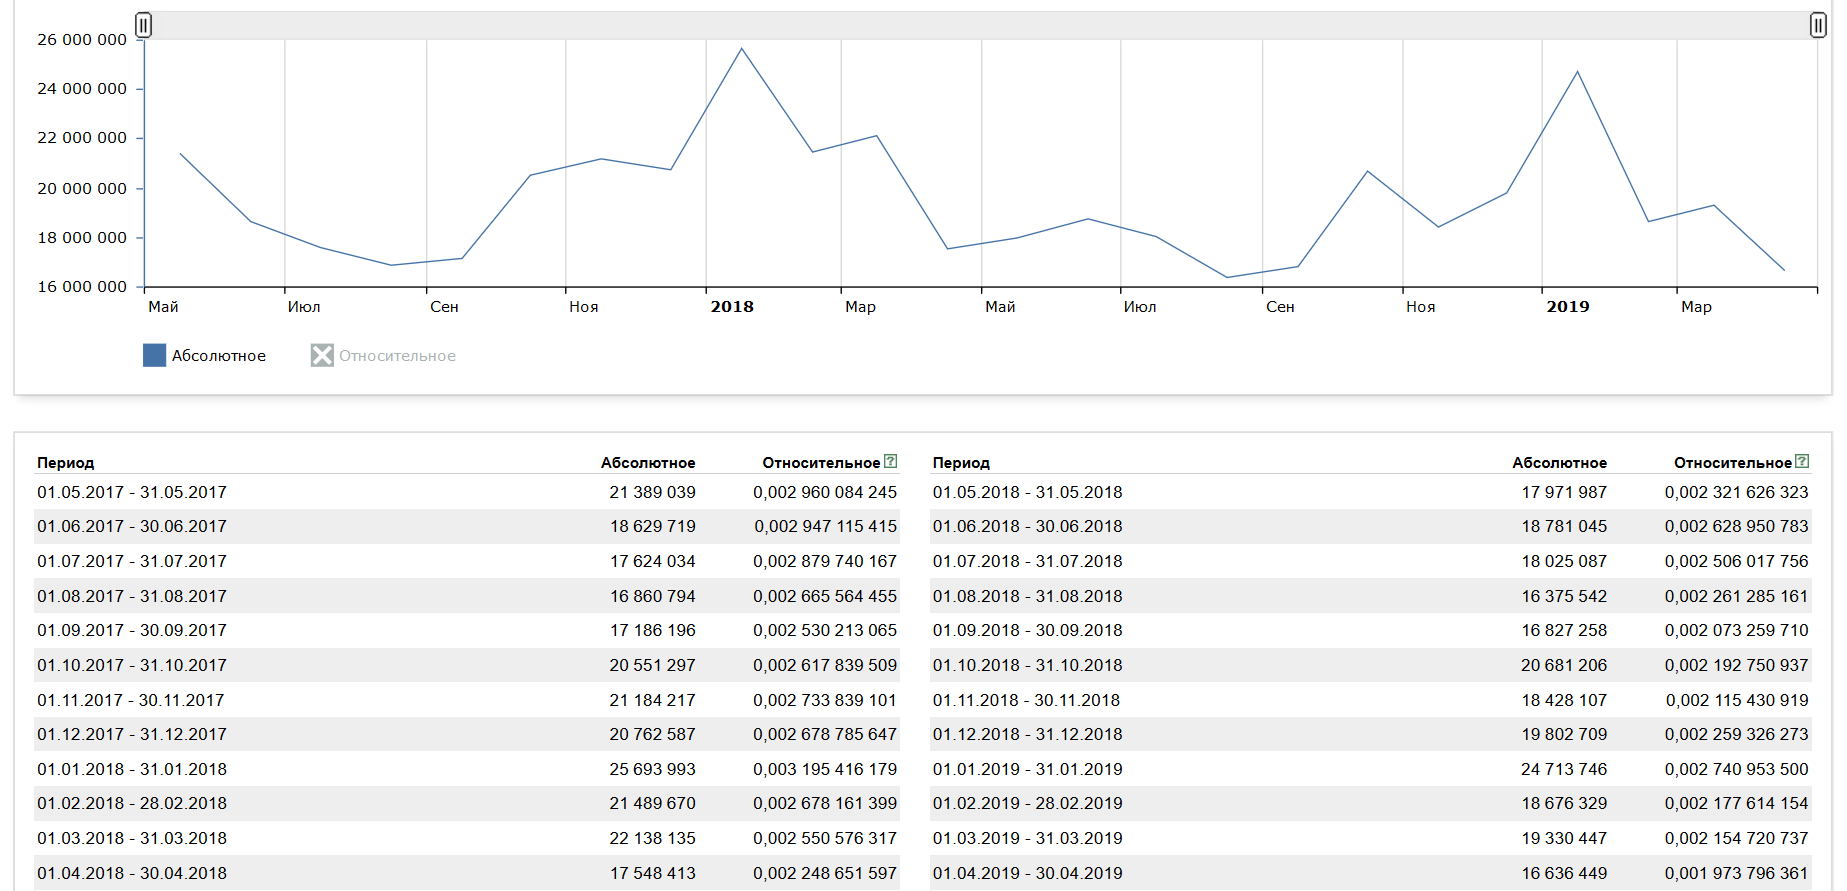 26 000 000
24 000 000
22 000 000
20 000 000
18 000 000
16 000 000
Май Июл Сен Ноя 2018 Мар Май Июл Сен Ноя 2019 Мар
Абсолютное Относительное
Период Абсолютное Относительное ? Период Абсолютное Относительное ?
01.05.2017 - 31.05.2017 21 389 039 0,002 960 084 245 01.05.2018 - 31.05.2018 17 971 987 0,002 321 626 323
01.06.2017 - 30.06.2017 18 629 719 0,002 947 115 415 01.06.2018 - 30.06.2018 18 781 045 0,002 628 950 783
01.07.2017 - 31.07.2017 17 624 034 0,002 879 740 167 01.07.2018 - 31.07.2018 18 025 087 0,002 506 017 756
01.08.2017 - 31.08.2017 16 860 794 0,002 665 564 455 01.08.2018 - 31.08.2018 16 375 542 0,002 261 285 161
01.09.2017 - 30.09.2017 17 186 196 0,002 530 213 065 01.09.2018 - 30.09.2018 16 827 258 0,002 073 259 710
01.10.2017 - 31.10.2017 20 551 297 0,002 617 839 509 01.10.2018 - 31.10.2018 20 681 206 0,002 192 750 937
01.11.2017 - 30.11.2017 21 184 217 0,002 733 839 101 01.11.2018 - 30.11.2018 18 428 107 0,002 115 430 919
01.12.2017 - 31.12.2017 20 762 587 0,002 678 785 647 01.12.2018 - 31.12.2018 19 802 709 0,002 259 326 273
01.01.2018 - 31.01.2018 25 693 993 0,003 195 416 179 01.01.2019 - 31.01.2019 24 713 746 0,002 740 953 500
01.02.2018 - 28.02.2018 21 489 670 0,002 678 161 399 01.02.2019 - 28.02.2019 18 676 329 0,002 177 614 154
01.03.2018 - 31.03.2018 22 138 135 0,002 550 576 317 01.03.2019 - 31.03.2019 19 330 447 0,002 154 720 737
01.04.2018 - 30.04.2018 17 548 413 0,002 248 651 597 01.04.2019 - 30.04.2019 16 636 449 0,001 973 796 361